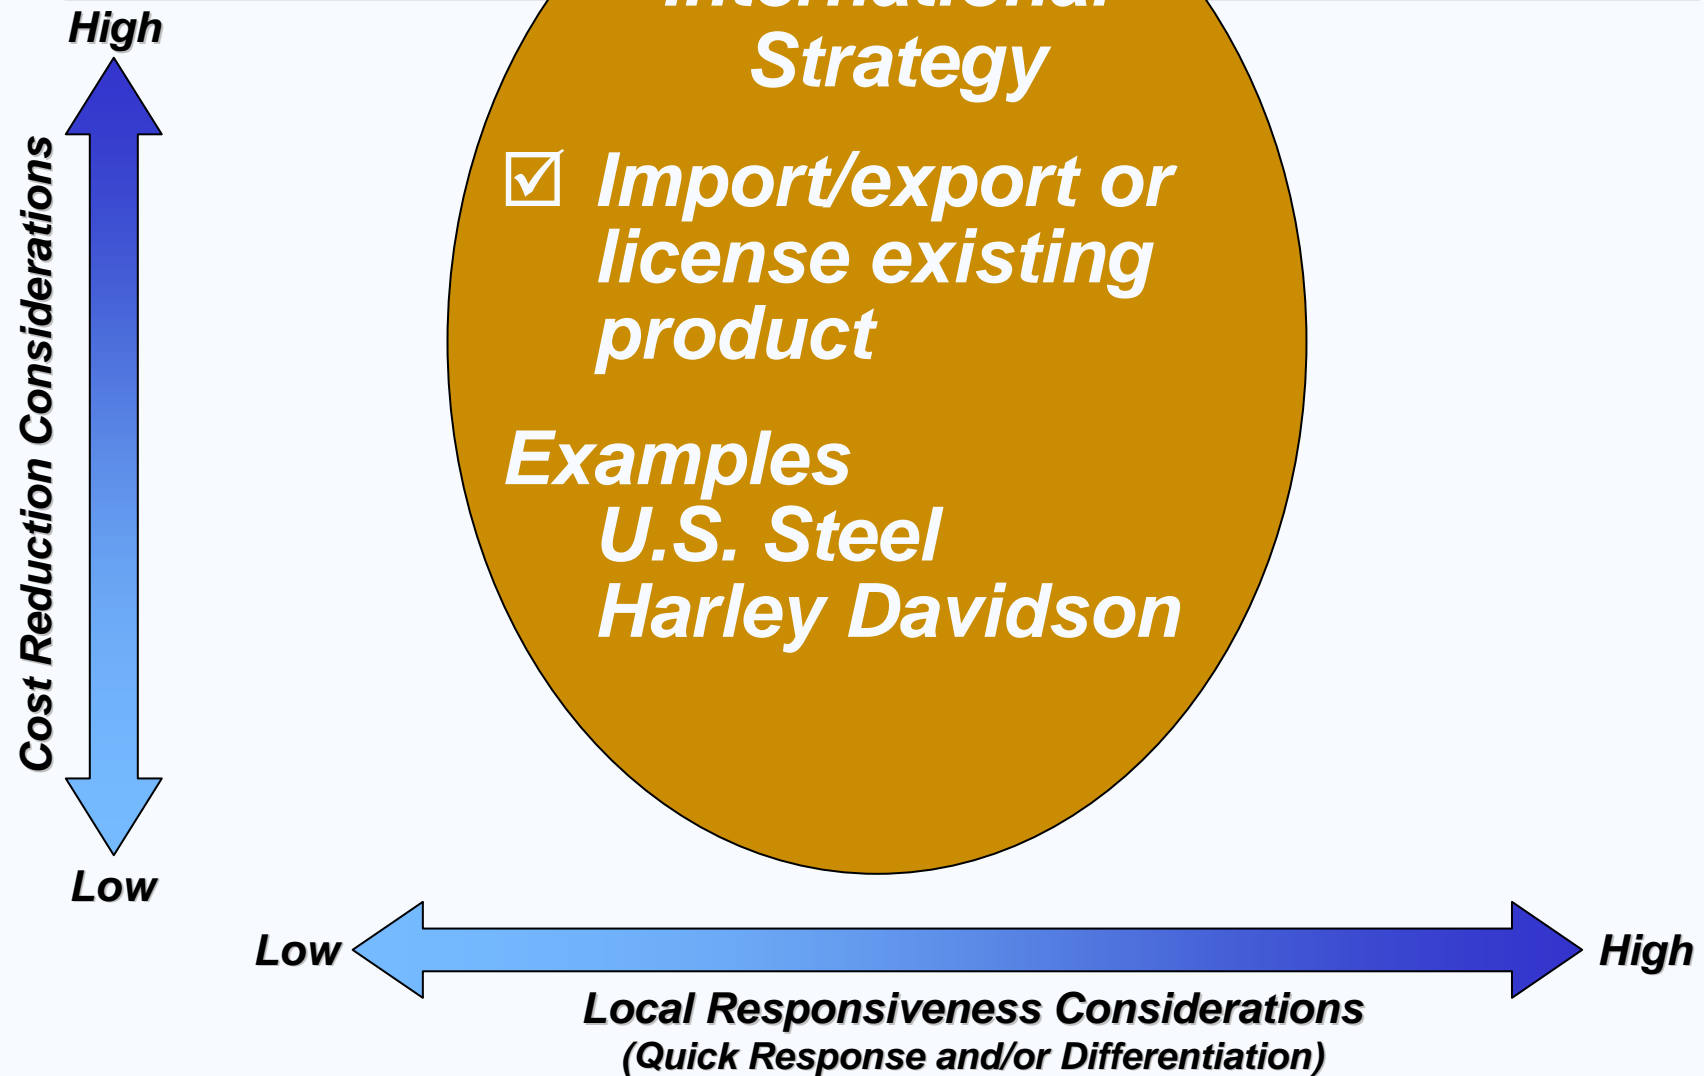 High
International
Strategy
Import/export or
license existing
product
Examples
U.S. Steel
Harley Davidson
Cost Reduction Considerations
Low
Low
High
Local Responsiveness Considerations
(Quick Response and/or Differentiation)